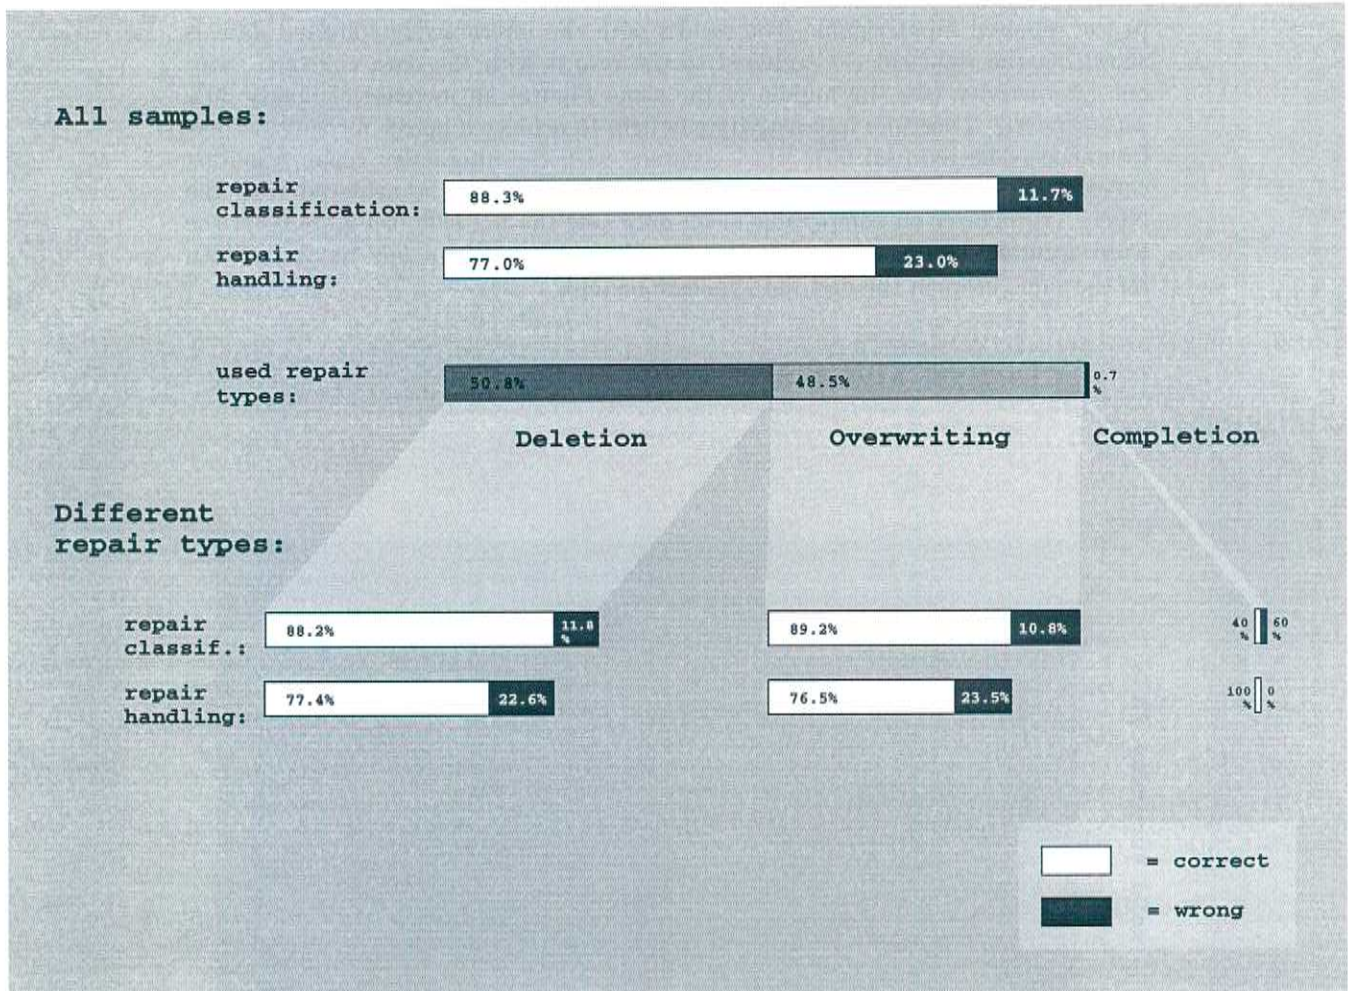 All samples:
repair
classification:
88.3%
11.7%
repair
handling:
77.0%
23.0%
used repair
types:
50.8%
48.5%
0.7
%
Deletion
Overwriting
Completion
Different
repair types:
repair
classif.:
88.2%
11.8
%
89.2%
10.8%
40
%
60
%
repair
handling:
77.4%
22.6%
76.5%
23.5%
100
%
0
%
= correct
= wrong